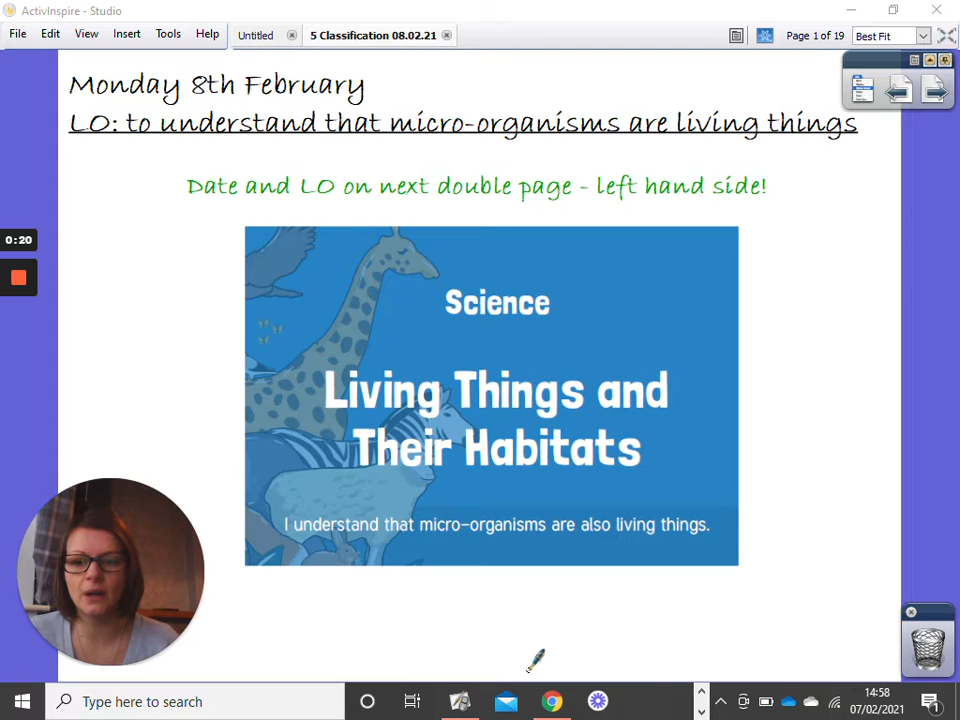 ActivInspire - Studio
File Edit View Insert Tools Help
Untitled
5 Classification 08.02.21
Page 1 of 19
Best Fit
Monday 8th February
LO: to understand that micro-organisms are living things
Date and LO on next double page - left hand side!
0:20
Science
Living Things and
Their Habitats
I understand that micro-organisms are also living things.
Type here to search
14:58
07/02/2021
1